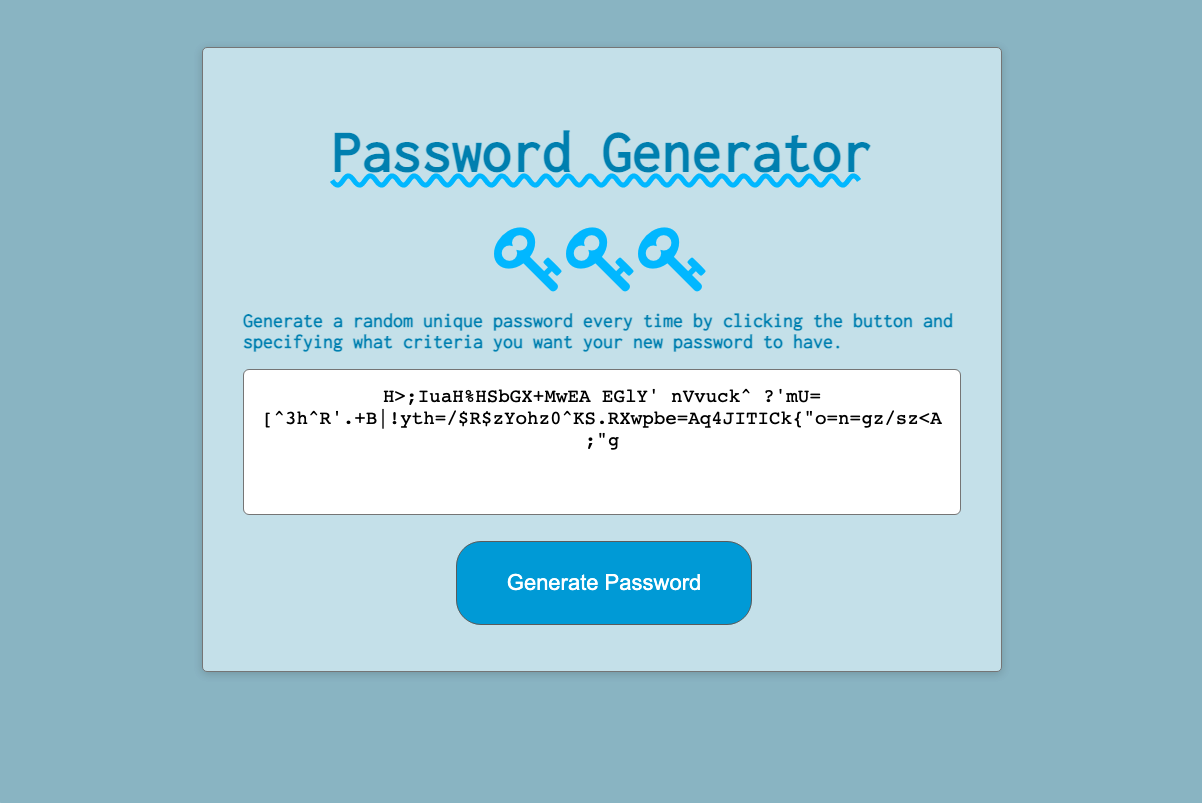 Password Generator
Generate a random unique password every time by clicking the button and
specifying what criteria you want your new password to have.
H>;IuaH%HSbGX+MwEA EGlY' nVvuck^ ?'mU=
[^3h^R'.+B|!yth=/$R$zYohz0^KS.RXwpbe=Aq4JITICk{"o=n=gz/sz<A
;"g
Generate Password